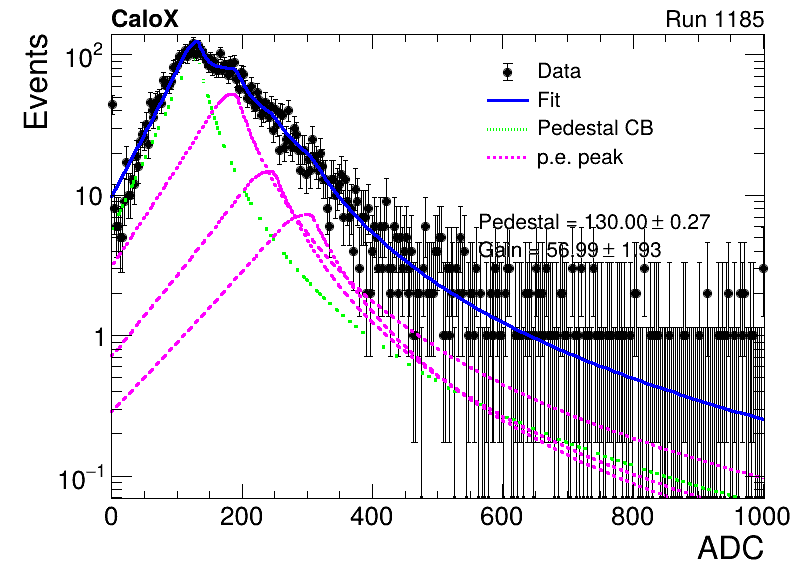 CaloX Run 1185
Events
10²
10
1
10⁻¹
Data
Fit
Pedestal CB
p.e. peak
Pedestal = 130.00 ± 0.27
Gain = 56.99 ± 1.93
0 200 400 600 800 1000
ADC